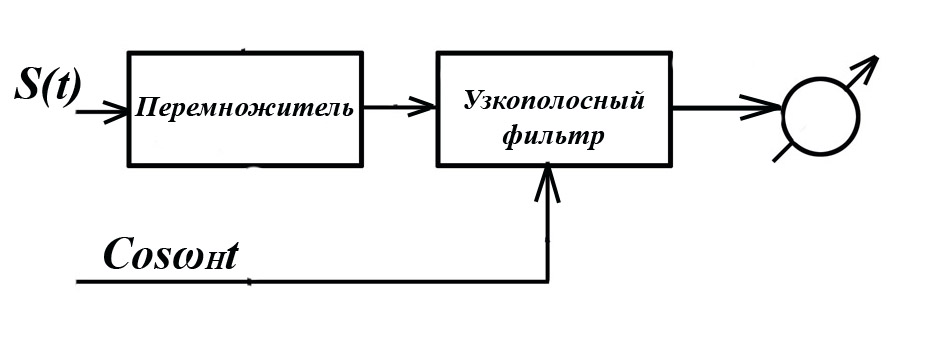 S(t)
Перемножитель
Узкополосный
фильтр
Cosωнt